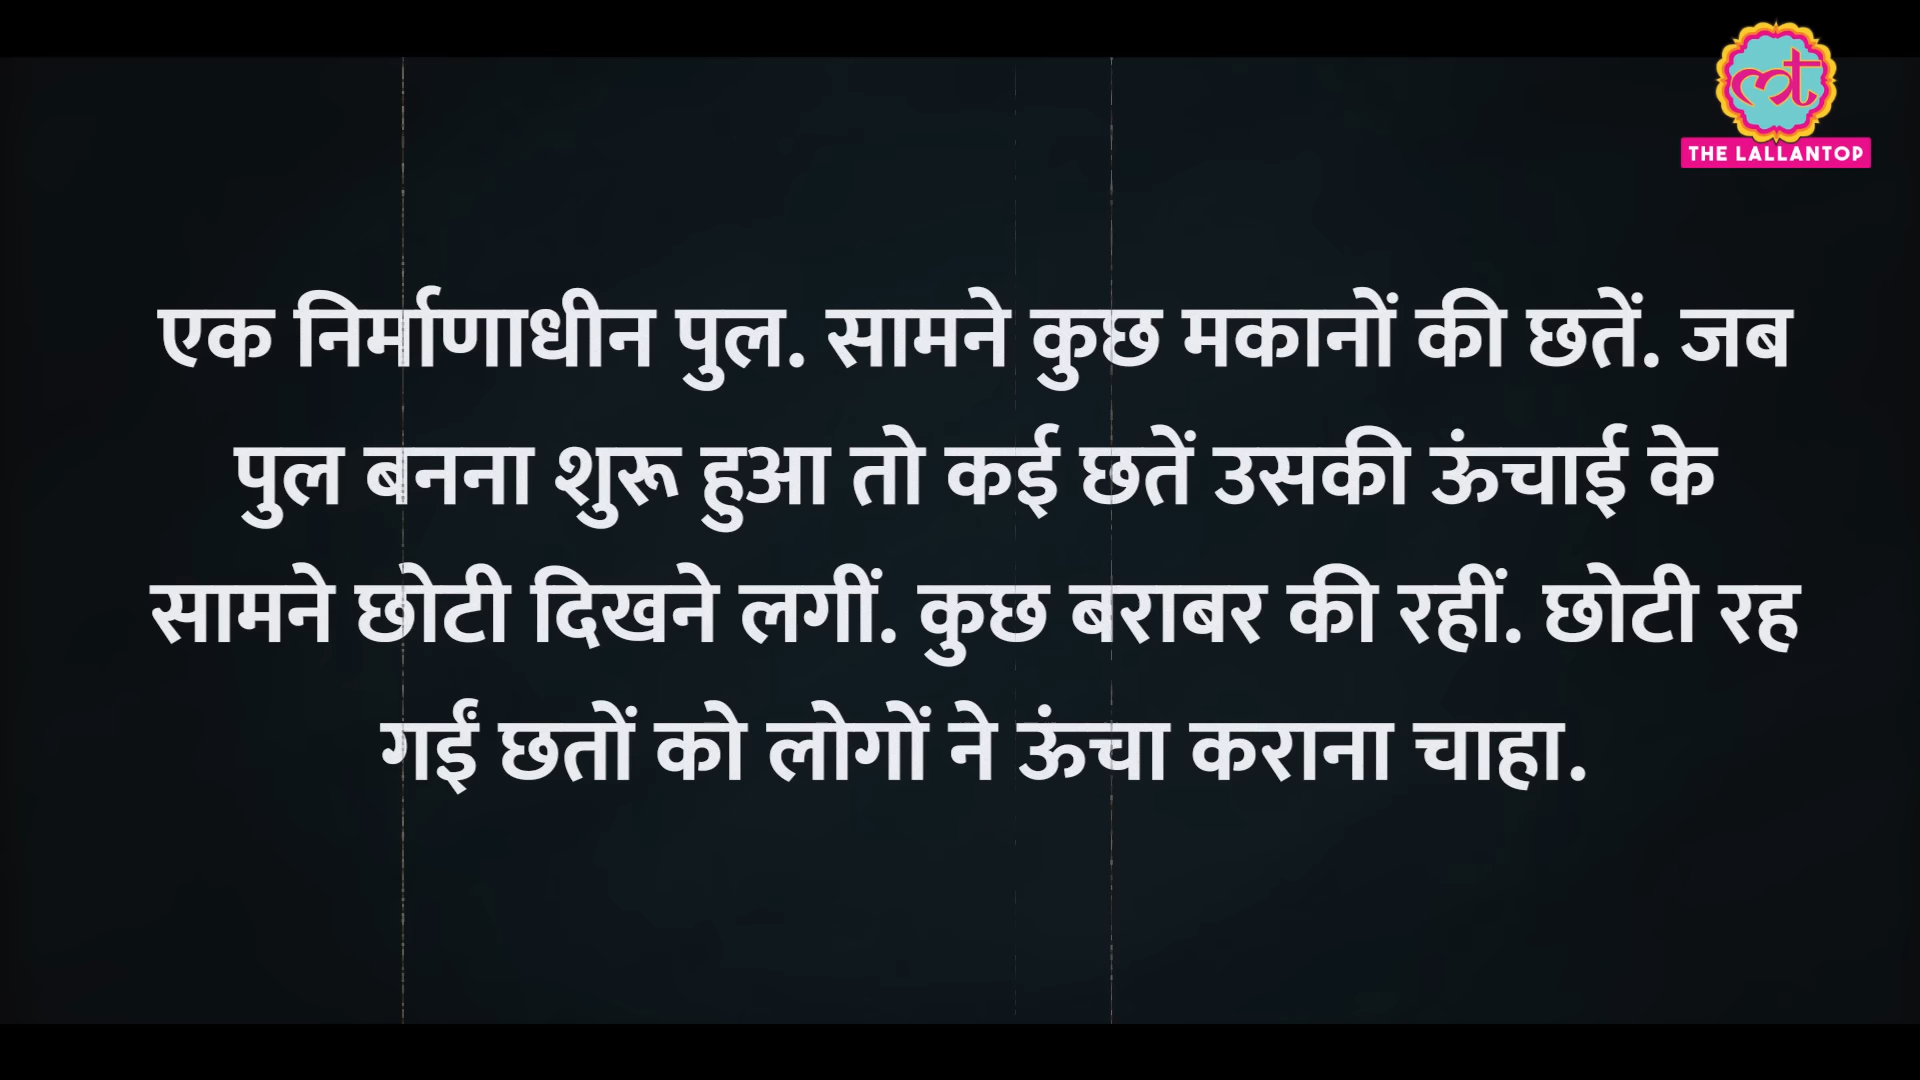 THE LALLANTOP
एक निर्माणाधीन पुल. सामने कुछ मकानों की छतें. जब
पुल बनना शुरू हुआ तो कई छतें उसकी ऊंचाई के
सामने छोटी दिखने लगीं. कुछ बराबर की रहीं. छोटी रह
गईं छतों को लोगों ने ऊंचा कराना चाहा.